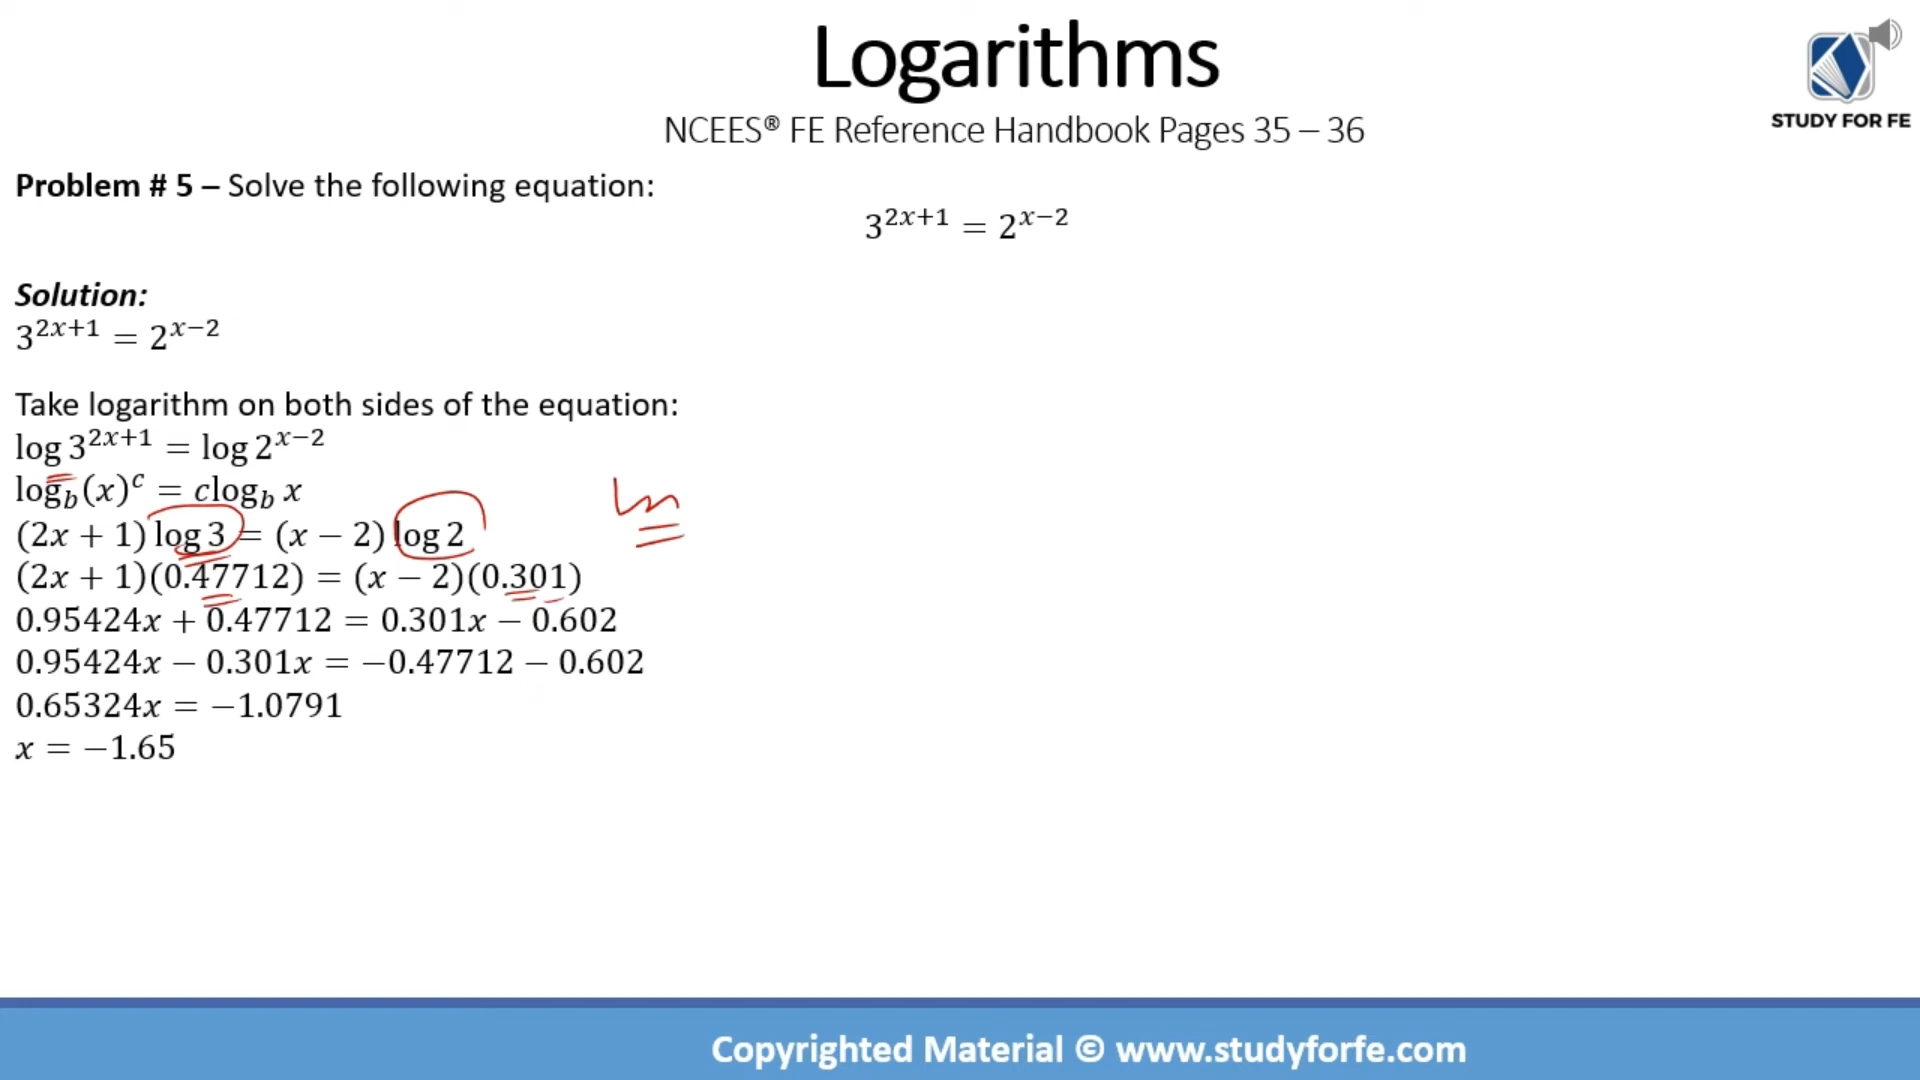 Logarithms
STUDY FOR FE
NCEES® FE Reference Handbook Pages 35 – 36
Problem # 5 – Solve the following equation:
3^{2x+1} = 2^{x−2}
Solution:
3^{2x+1} = 2^{x−2}
Take logarithm on both sides of the equation:
log 3^{2x+1} = log 2^{x−2}
log_b(x)^c = clog_b x
ln
(2x + 1) log 3 = (x − 2) log 2
(2x + 1)(0.47712) = (x − 2)(0.301)
0.95424x + 0.47712 = 0.301x − 0.602
0.95424x − 0.301x = −0.47712 − 0.602
0.65324x = −1.0791
x = −1.65
Copyrighted Material © www.studyforfe.com